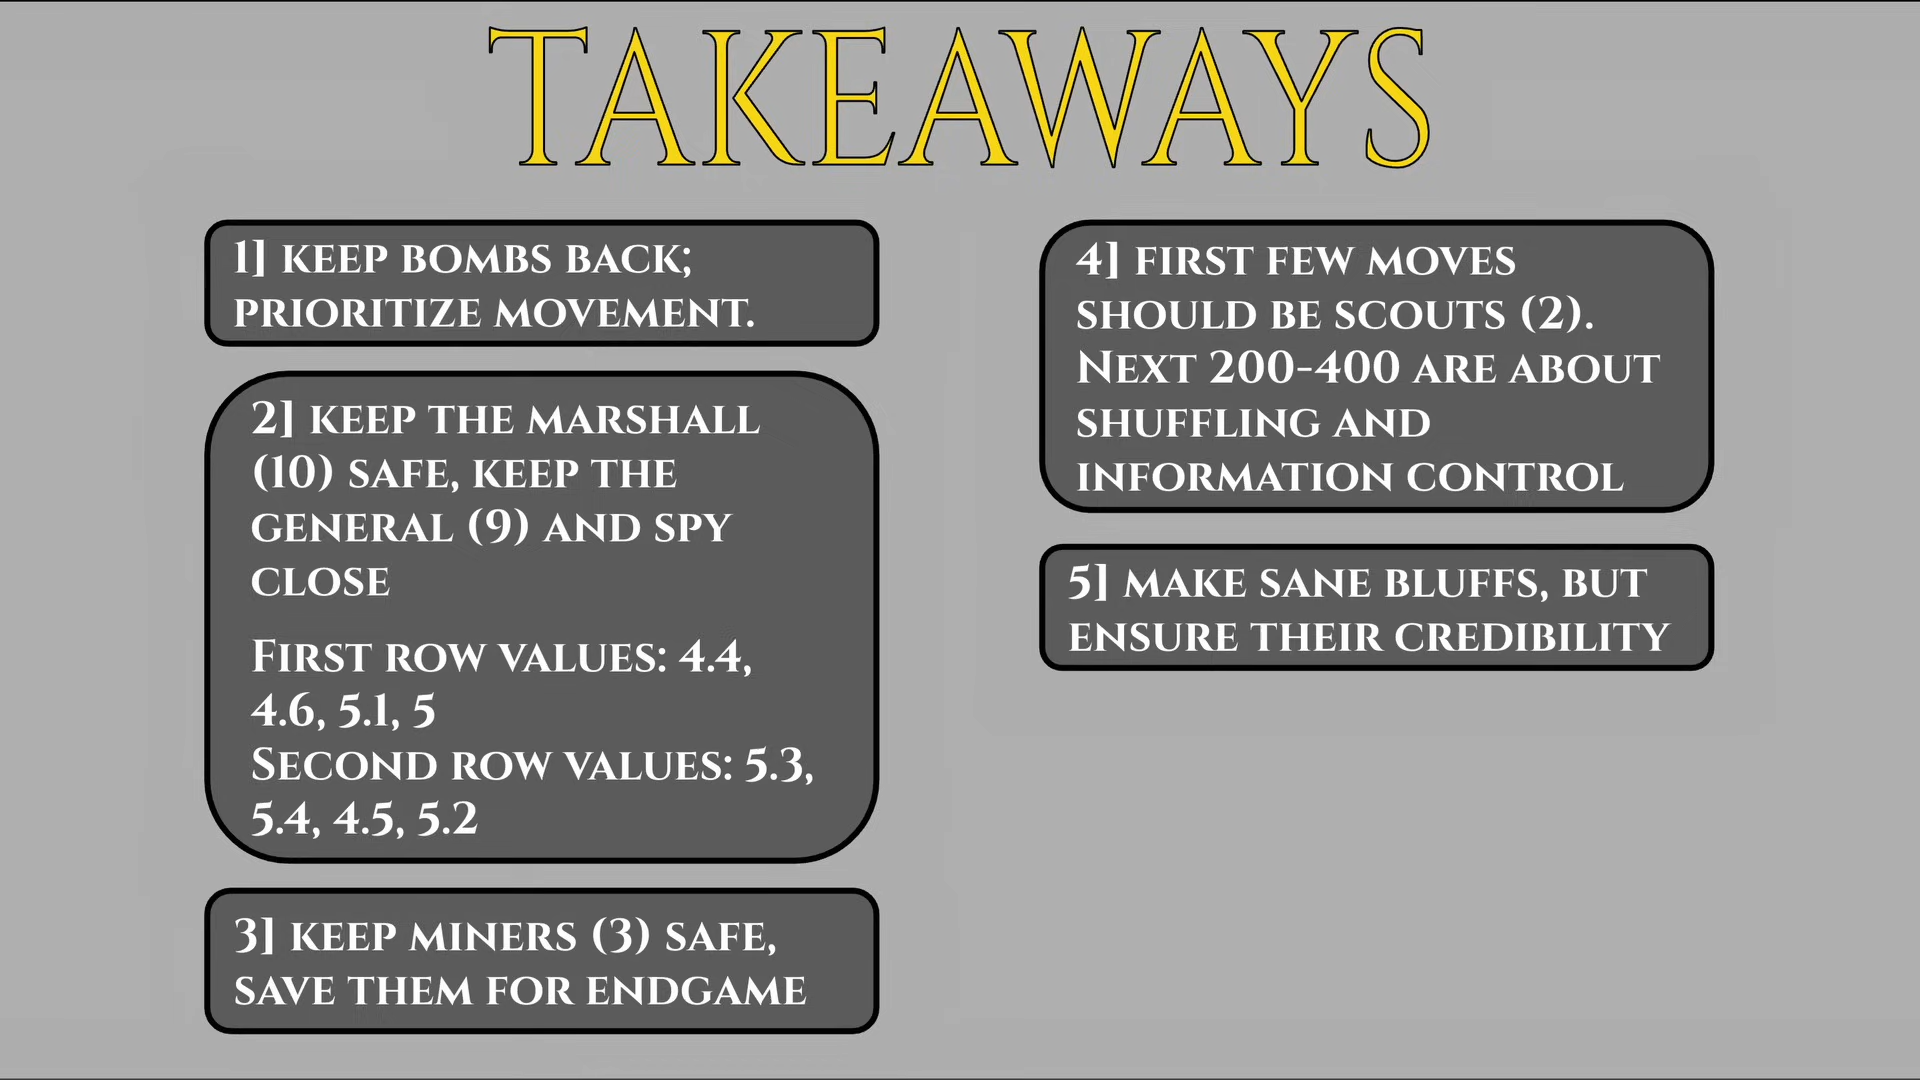 TAKEAWAYS
1] KEEP BOMBS BACK;
PRIORITIZE MOVEMENT.
2] KEEP THE MARSHALL
(10) SAFE, KEEP THE
GENERAL (9) AND SPY
CLOSE
FIRST ROW VALUES: 4.4,
4.6, 5.1, 5
SECOND ROW VALUES: 5.3,
5.4, 4.5, 5.2
3] KEEP MINERS (3) SAFE,
SAVE THEM FOR ENDGAME
4] FIRST FEW MOVES
SHOULD BE SCOUTS (2).
NEXT 200-400 ARE ABOUT
SHUFFLING AND
INFORMATION CONTROL
5] MAKE SANE BLUFFS, BUT
ENSURE THEIR CREDIBILITY